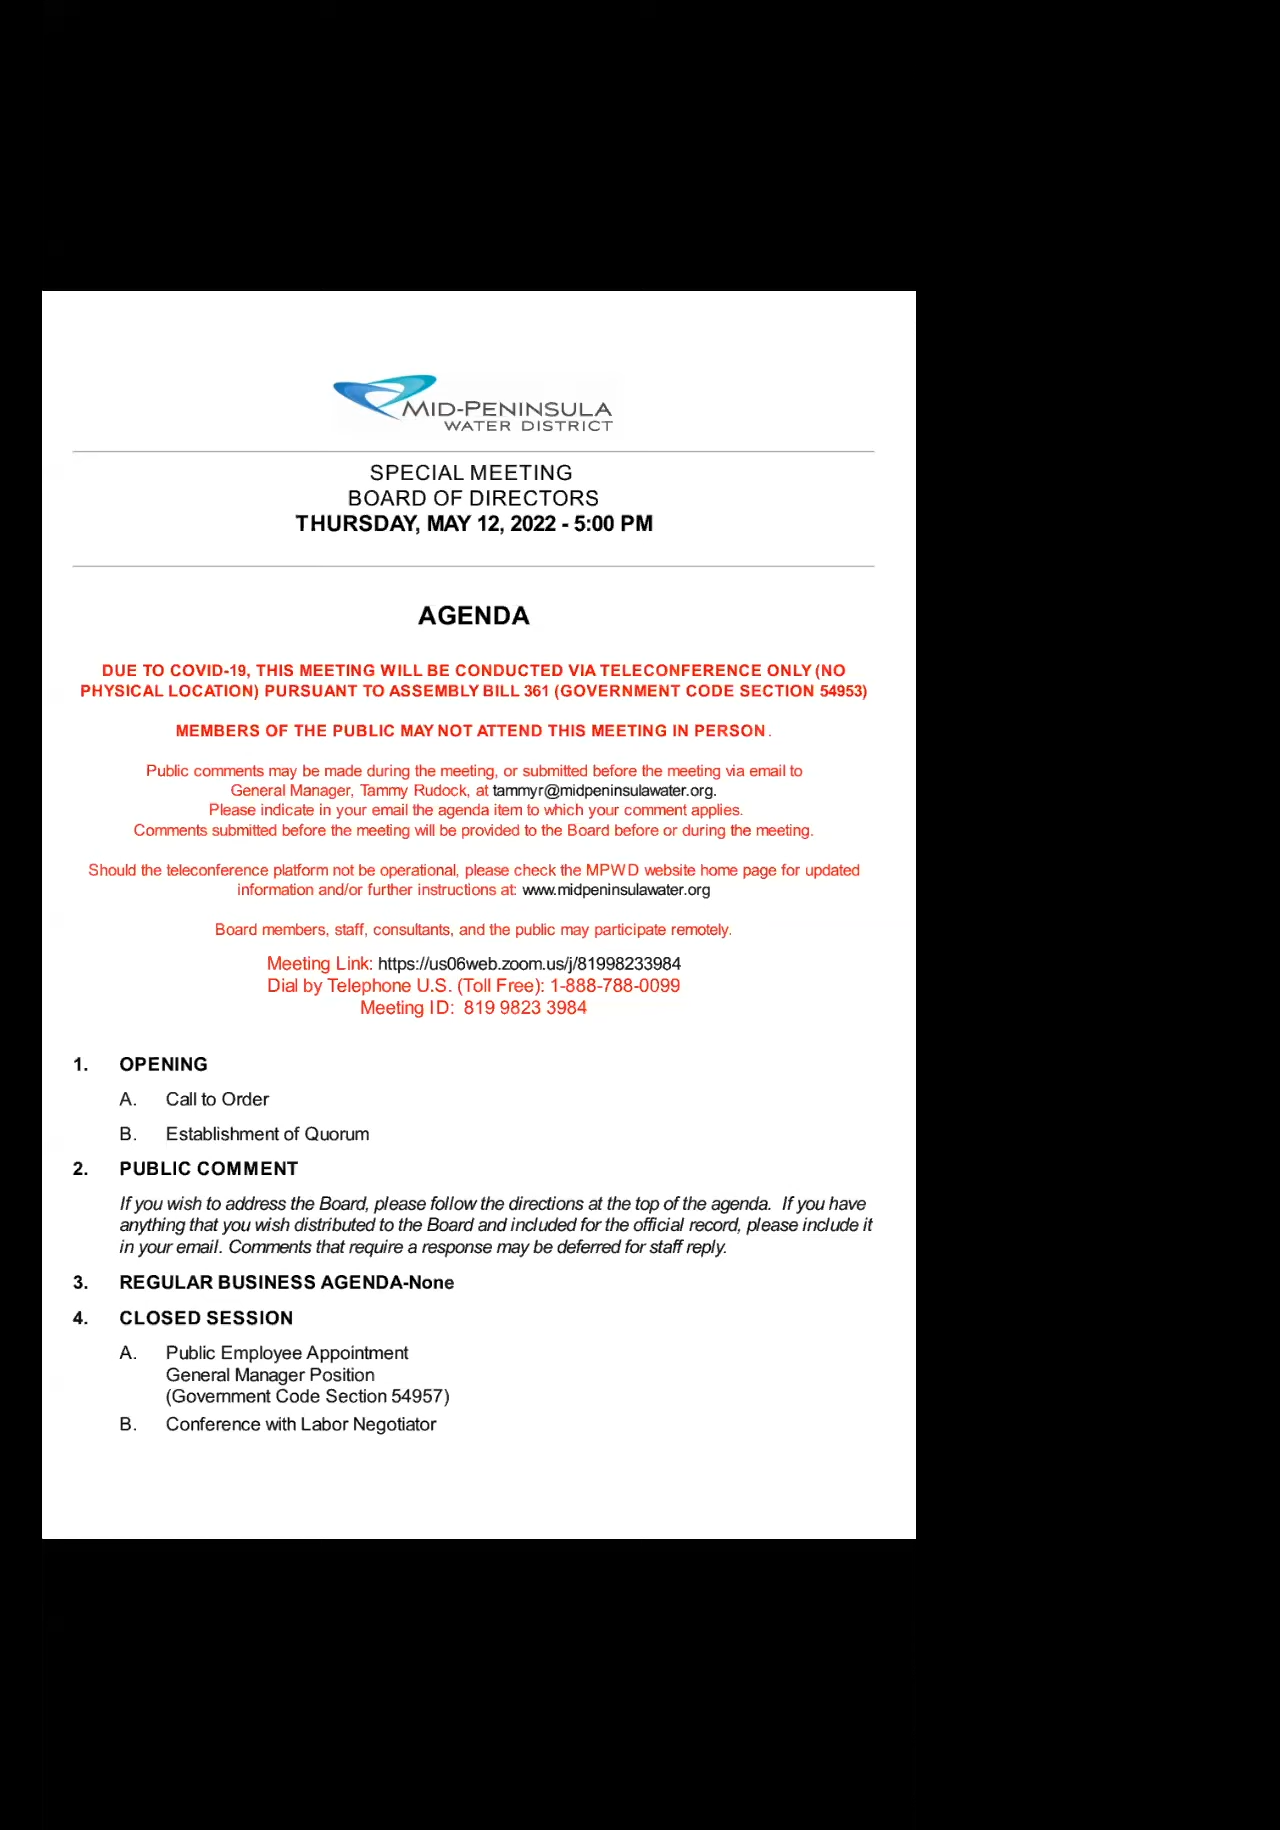 MID-PENINSULA
WATER DISTRICT
SPECIAL MEETING
BOARD OF DIRECTORS
THURSDAY, MAY 12, 2022 - 5:00 PM
AGENDA
DUE TO COVID-19, THIS MEETING WILL BE CONDUCTED VIA TELECONFERENCE ONLY (NO
PHYSICAL LOCATION) PURSUANT TO ASSEMBLY BILL 361 (GOVERNMENT CODE SECTION 54953)
MEMBERS OF THE PUBLIC MAY NOT ATTEND THIS MEETING IN PERSON.
Public comments may be made during the meeting, or submitted before the meeting via email to
General Manager, Tammy Rudock, at tammyr@midpeninsulawater.org.
Please indicate in your email the agenda item to which your comment applies.
Comments submitted before the meeting will be provided to the Board before or during the meeting.
Should the teleconference platform not be operational, please check the MPWD website home page for updated
information and/or further instructions at: www.midpeninsulawater.org
Board members, staff, consultants, and the public may participate remotely.
Meeting Link: https://us06web.zoom.us/j/81998233984
Dial by Telephone U.S. (Toll Free): 1-888-788-0099
Meeting ID: 819 9823 3984
1. OPENING
A. Call to Order
B. Establishment of Quorum
2. PUBLIC COMMENT
If you wish to address the Board, please follow the directions at the top of the agenda. If you have
anything that you wish distributed to the Board and included for the official record, please include it
in your email. Comments that require a response may be deferred for staff reply.
3. REGULAR BUSINESS AGENDA-None
4. CLOSED SESSION
A. Public Employee Appointment
General Manager Position
(Government Code Section 54957)
B. Conference with Labor Negotiator